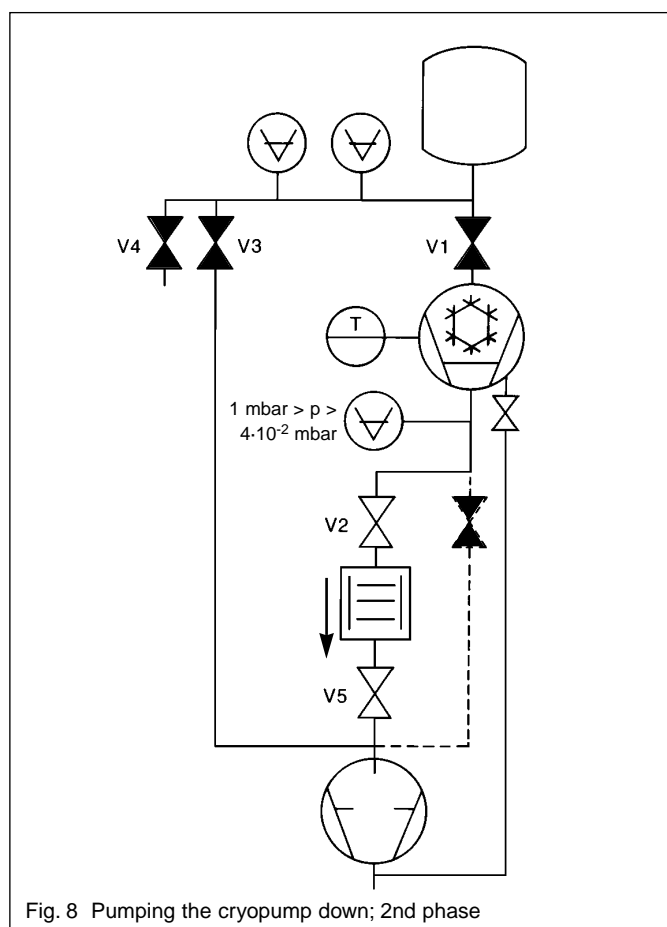 V4
V3
V1
T
1 mbar > p >
4·10⁻² mbar
V2
V5
Fig. 8 Pumping the cryopump down; 2nd phase